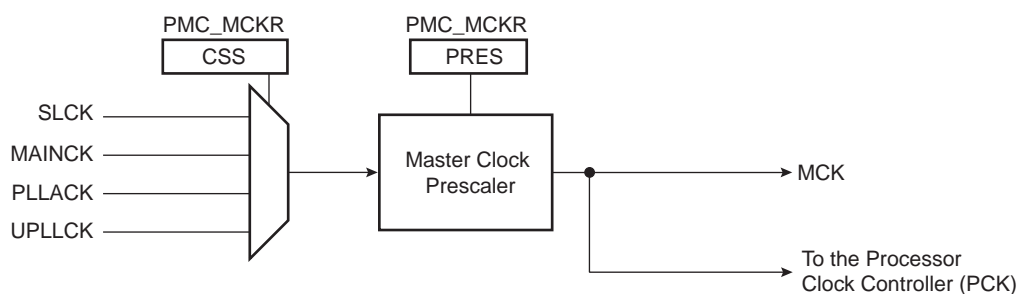 PMC_MCKR
PMC_MCKR
CSS
PRES
SLCK
MAINCK
PLLACK
UPLLCK
Master Clock
Prescaler
MCK
To the Processor
Clock Controller (PCK)